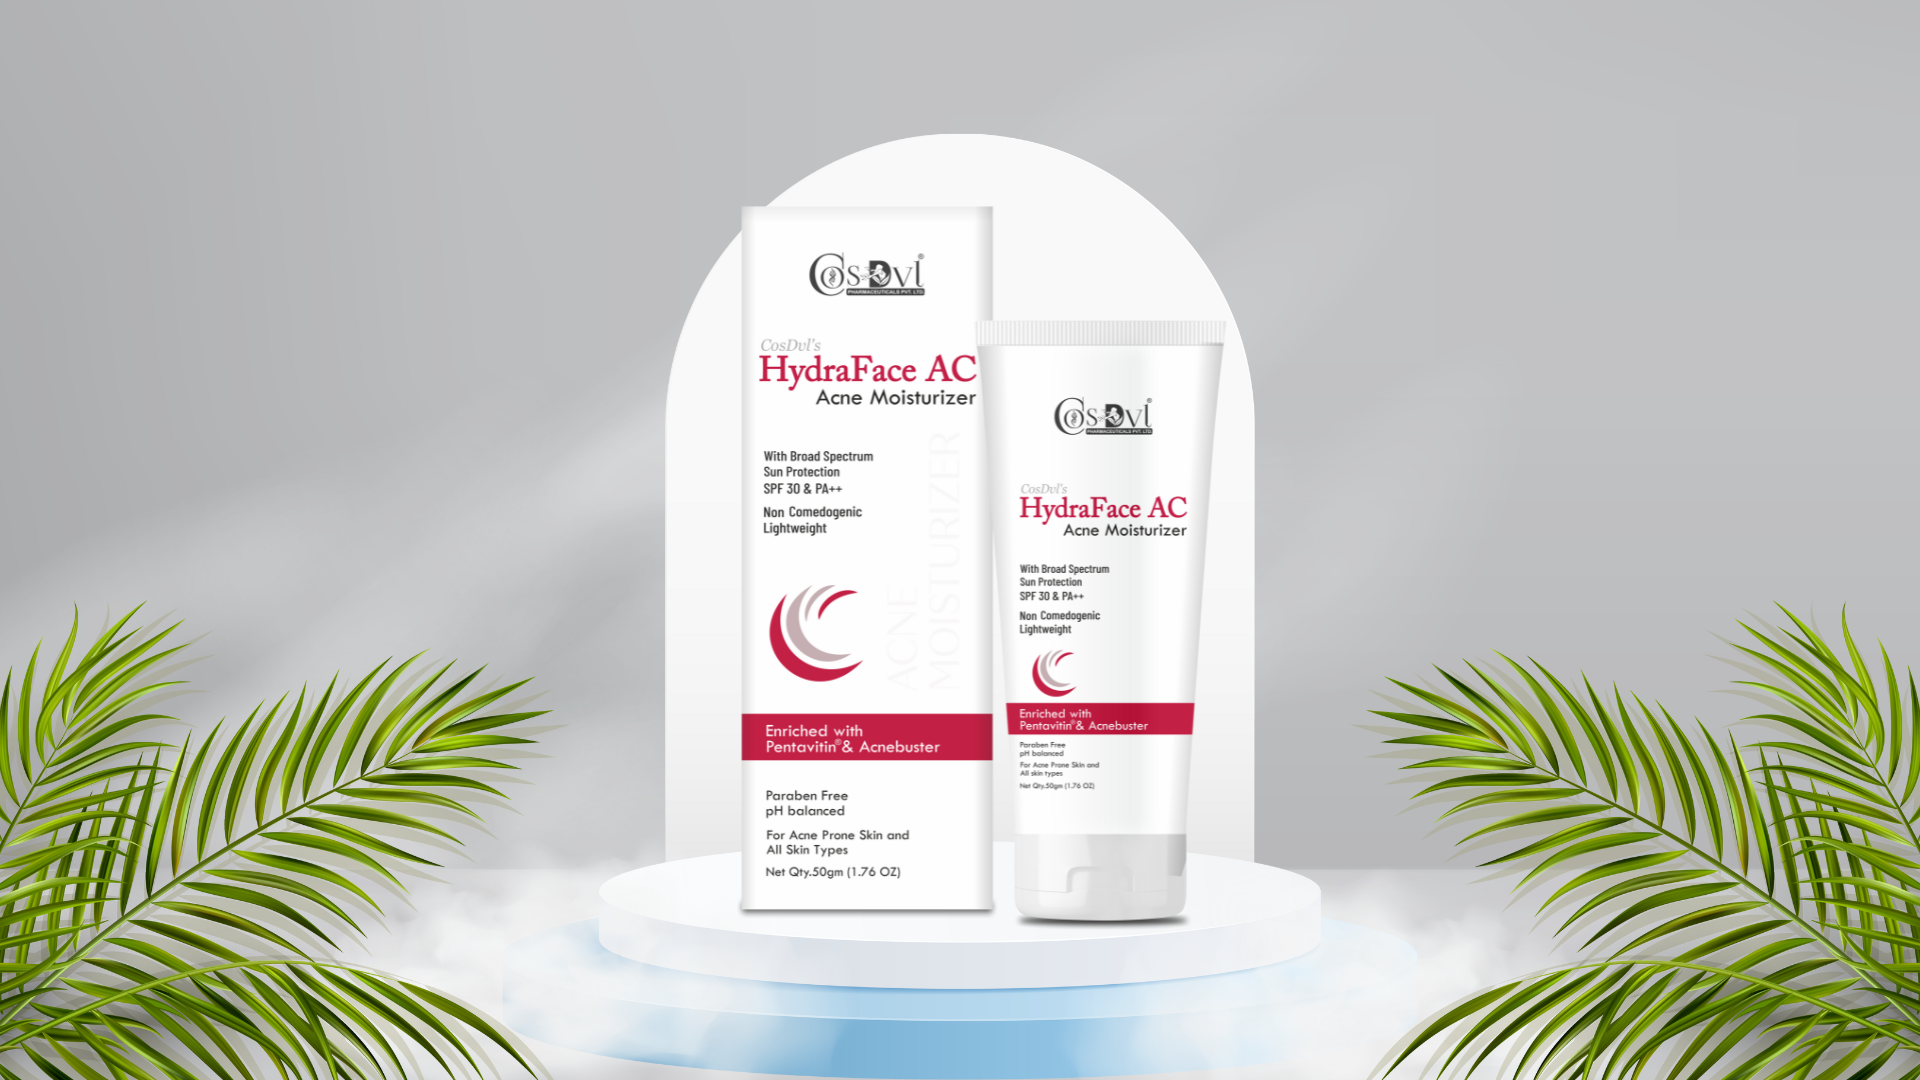 CosDvl®
PHARMACEUTICALS PVT. LTD.
CosDvl's
HydraFace AC
Acne Moisturizer
With Broad Spectrum
Sun Protection
SPF 30 & PA++
Non Comedogenic
Lightweight
ACNE
MOISTURIZER
Enriched with
Pentavitin®& Acnebuster
Paraben Free
pH balanced
For Acne Prone Skin and
All Skin Types
Net Qty.50gm (1.76 OZ)
CosDvl®
PHARMACEUTICALS PVT. LTD.
CosDvl's
HydraFace AC
Acne Moisturizer
With Broad Spectrum
Sun Protection
SPF 30 & PA++
Non Comedogenic
Lightweight
Enriched with
Pentavitin®& Acnebuster
Paraben Free
pH balanced
For Acne Prone Skin and
All skin types
Net Qty.50gm (1.76 OZ)